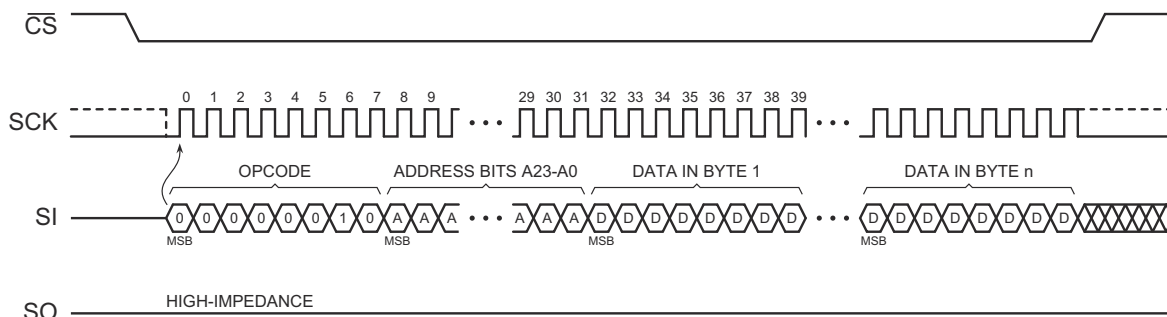 CS
SCK
0 1 2 3 4 5 6 7 8 9 29 30 31 32 33 34 35 36 37 38 39
OPCODE ADDRESS BITS A23-A0 DATA IN BYTE 1 DATA IN BYTE n
SI
0 0 0 0 0 0 1 0 A A A A A A D D D D D D D D D D D D D D D D
MSB MSB MSB MSB
HIGH-IMPEDANCE
SO